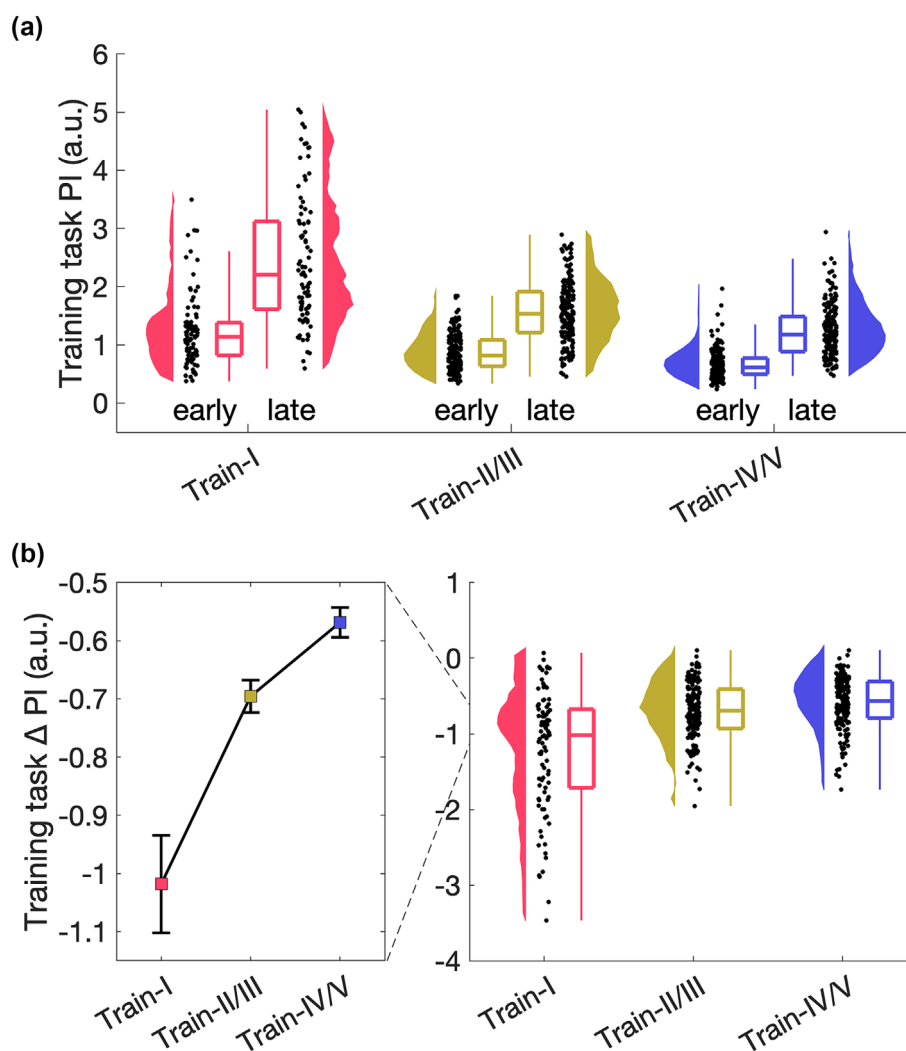 (a)
Training task PI (a.u.)
6
5
4
3
2
1
0
early late
early late
early late
Train-I
Train-II/III
Train-IV/V
(b)
Training task Δ PI (a.u.)
-0.5
-0.6
-0.7
-0.8
-0.9
-1
-1.1
Train-I
Train-II/III
Train-IV/V
1
0
-1
-2
-3
-4
Train-I
Train-II/III
Train-IV/V